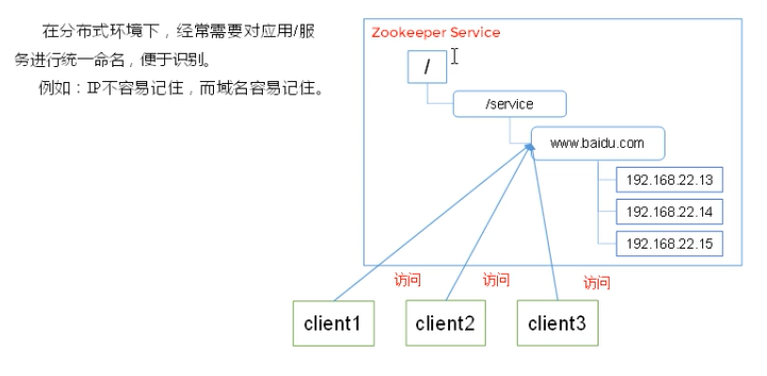 在分布式环境下，经常需要对应用/服
务进行统一命名，便于识别。
例如：IP不容易记住，而域名容易记住。
Zookeeper Service
/
/service
www.baidu.com
192.168.22.13
192.168.22.14
192.168.22.15
访问
访问
访问
client1
client2
client3